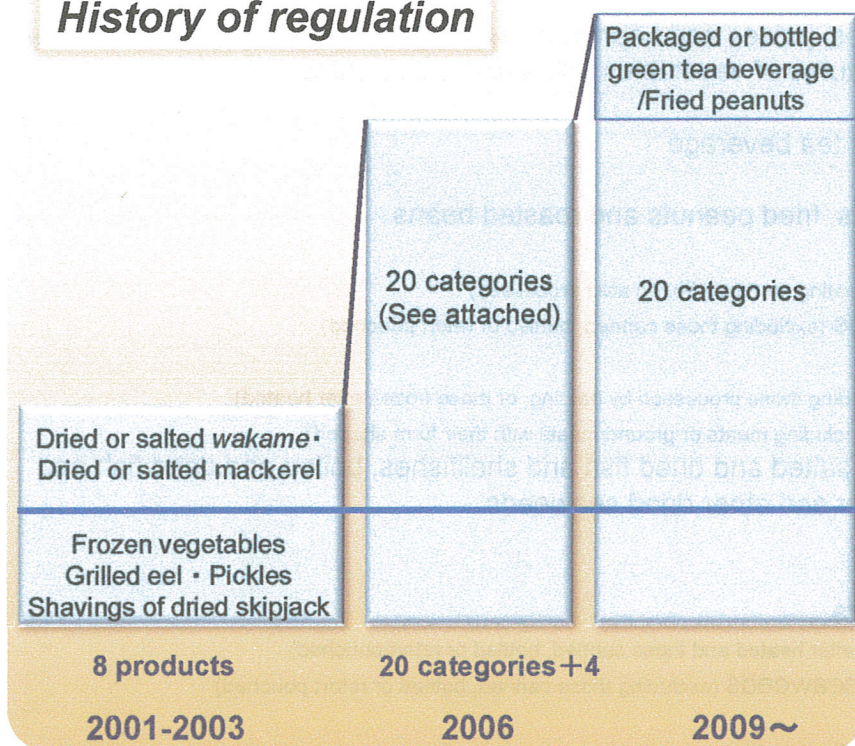 History of regulation
Packaged or bottled
green tea beverage
/Fried peanuts
20 categories
(See attached)
20 categories
Dried or salted wakame・
Dried or salted mackerel
Frozen vegetables
Grilled eel・Pickles
Shavings of dried skipjack
8 products
20 categories＋4
2001-2003
2006
2009～